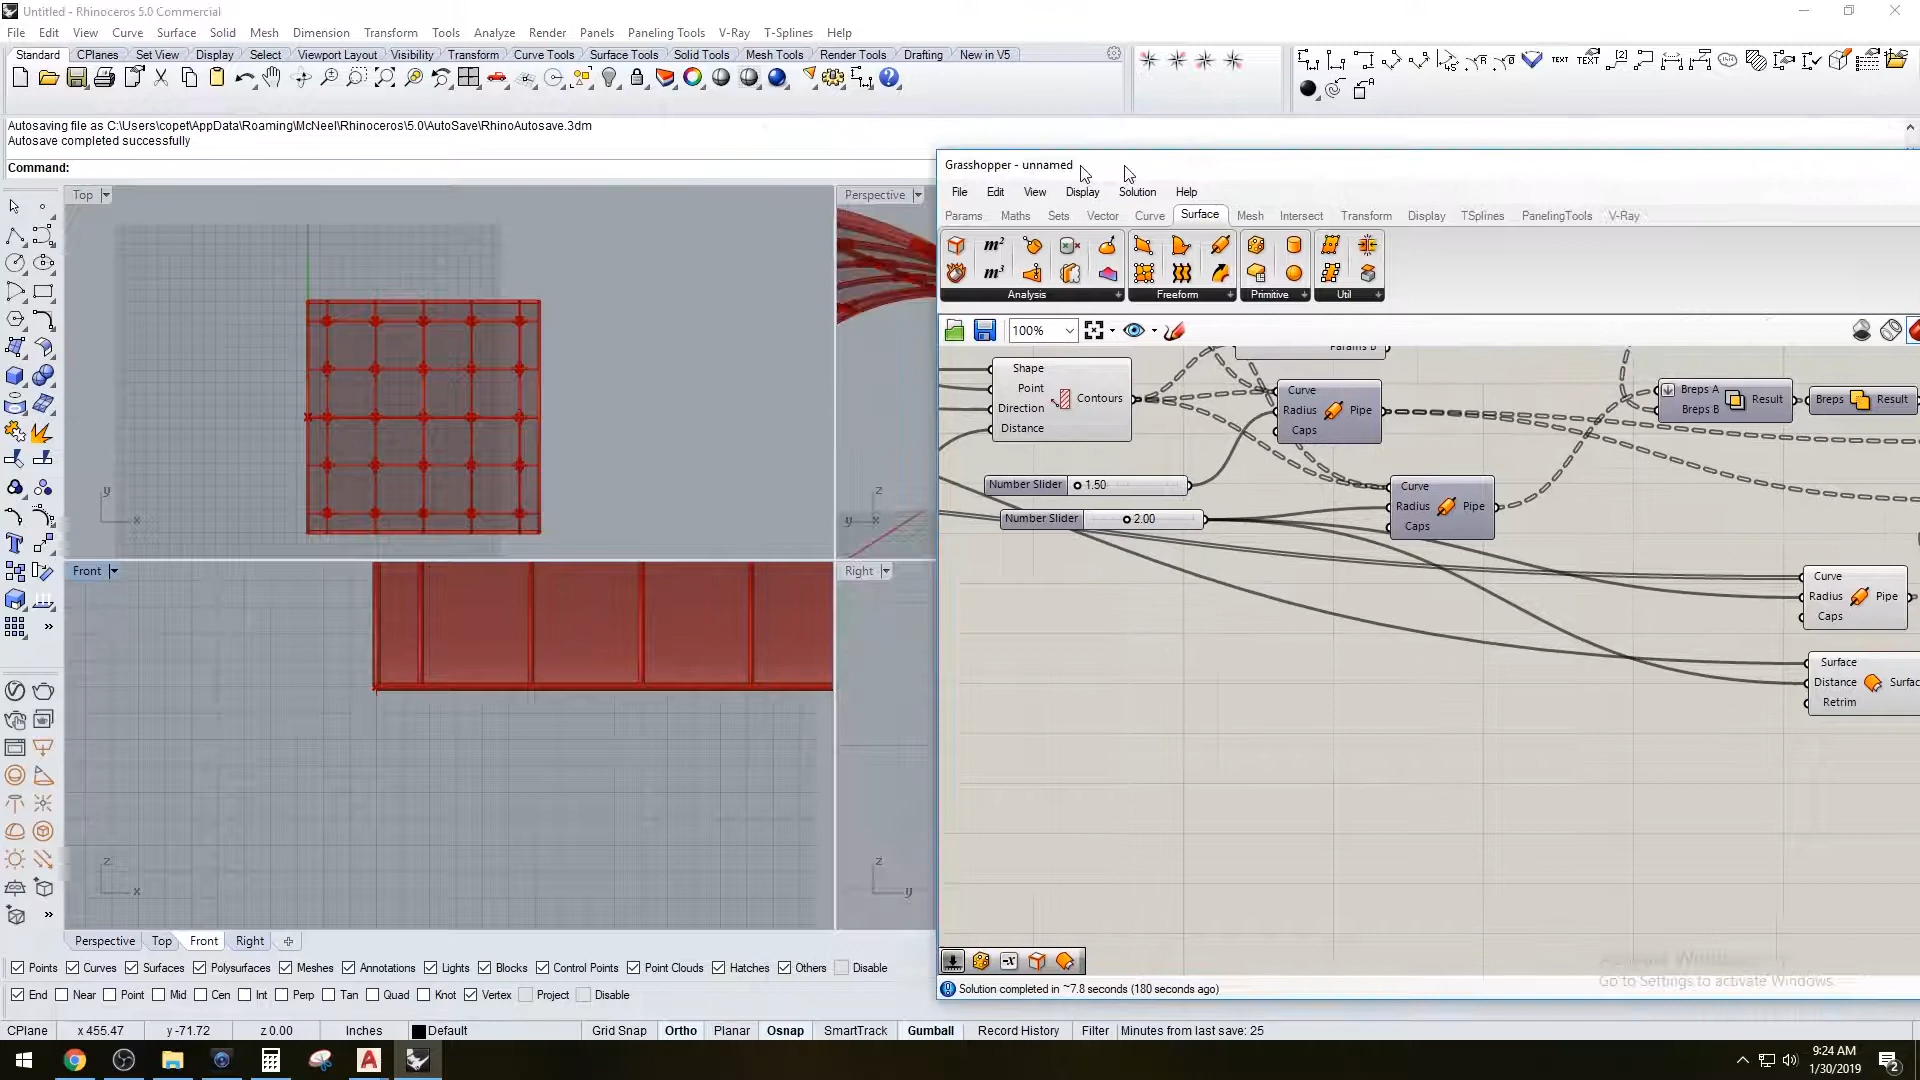 Untitled - Rhinoceros 5.0 Commercial
File Edit View Curve Surface Solid Mesh Dimension Transform Tools Analyze Render Panels Paneling Tools V-Ray T-Splines Help
Standard CPlanes Set View Display Select Viewport Layout Visibility Transform Curve Tools Surface Tools Solid Tools Mesh Tools Render Tools Drafting New in V5
TEXT TEXT
Autosaving file as C:\Users\copet\AppData\Roaming\McNeel\Rhinoceros\5.0\AutoSave\RhinoAutosave.3dm
Autosave completed successfully
Command:
Top
Perspective
Front
Right
y x
z
y x
z x
z y
Grasshopper - unnamed
File Edit View Display Solution Help
Params Maths Sets Vector Curve Surface Mesh Intersect Transform Display TSplines PanelingTools V-Ray
m²
m³
Analysis Freeform Primitive Util
100%
Params B
Shape
Point
Direction
Distance
Contours
Curve
Radius
Caps
Pipe
Breps A
Breps B
Result
Breps Result
Number Slider 1.50
Number Slider 2.00
Curve
Radius
Caps
Pipe
Curve
Radius
Caps
Pipe
Surface
Distance
Retrim
Surfac
-x
Solution completed in ~7.8 seconds (180 seconds ago)
Activate Windows
Go to Settings to activate Windows.
Perspective Top Front Right
Points Curves Surfaces Polysurfaces Meshes Annotations Lights Blocks Control Points Point Clouds Hatches Others Disable
End Near Point Mid Cen Int Perp Tan Quad Knot Vertex Project Disable
CPlane x 455.47 y -71.72 z 0.00 Inches Default Grid Snap Ortho Planar Osnap SmartTrack Gumball Record History Filter Minutes from last save: 25
9:24 AM
1/30/2019
2